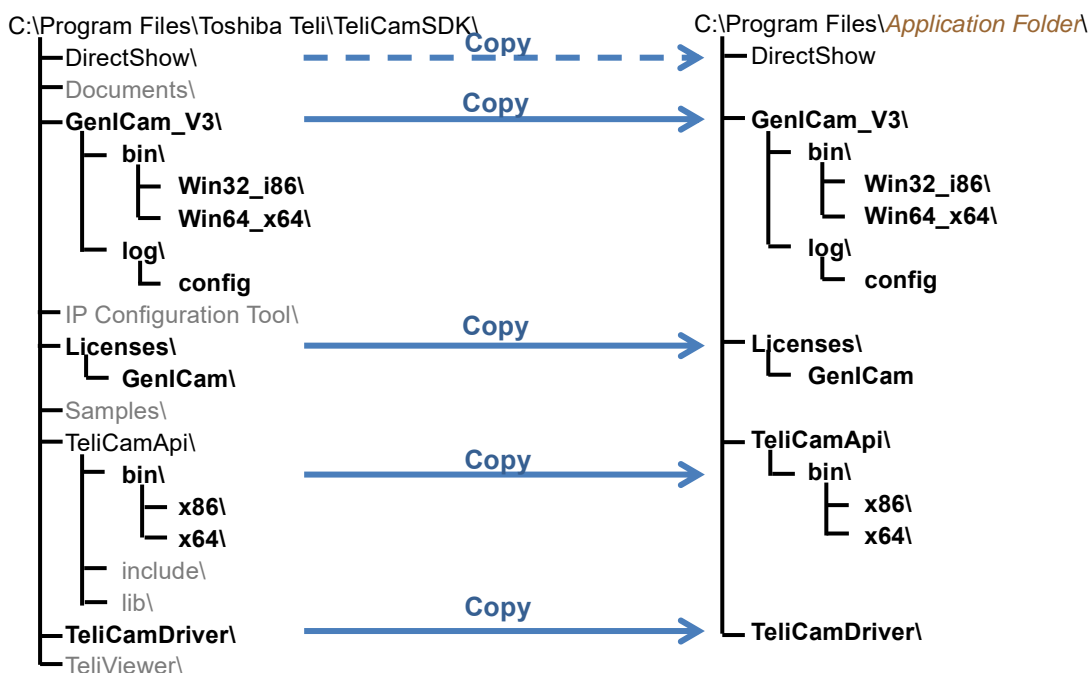 C:\Program Files\Toshiba Teli\TeliCamSDK\
DirectShow\
Documents\
GenICam_V3\
bin\
Win32_i86\
Win64_x64\
log\
config
IP Configuration Tool\
Licenses\
GenICam\
Samples\
TeliCamApi\
bin\
x86\
x64\
include\
lib\
TeliCamDriver\
TeliViewer\
Copy
Copy
Copy
Copy
Copy
C:\Program Files\Application Folder\
DirectShow
GenICam_V3\
bin\
Win32_i86\
Win64_x64\
log\
config
Licenses\
GenICam
TeliCamApi\
bin\
x86\
x64\
TeliCamDriver\